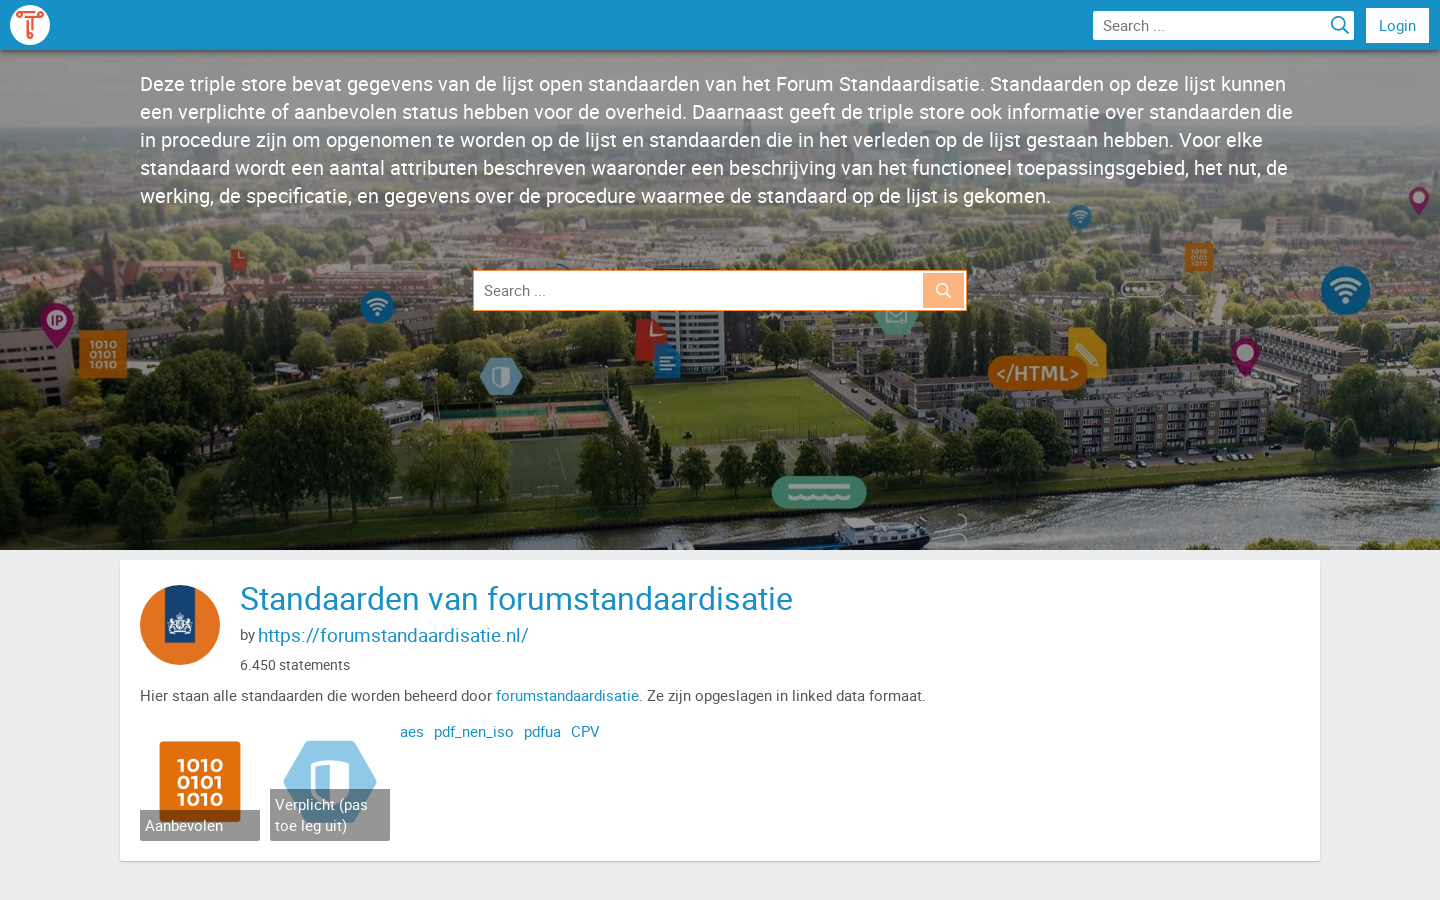 Search ...
Login
Deze triple store bevat gegevens van de lijst open standaarden van het Forum Standaardisatie. Standaarden op deze lijst kunnen
een verplichte of aanbevolen status hebben voor de overheid. Daarnaast geeft de triple store ook informatie over standaarden die
in procedure zijn om opgenomen te worden op de lijst en standaarden die in het verleden op de lijst gestaan hebben. Voor elke
standaard wordt een aantal attributen beschreven waaronder een beschrijving van het functioneel toepassingsgebied, het nut, de
werking, de specificatie, en gegevens over de procedure waarmee de standaard op de lijst is gekomen.
1010
0101
1010
Search ...
IP
1010
0101
1010
</HTML>
Standaarden van forumstandaardisatie
by https://forumstandaardisatie.nl/
6.450 statements
Hier staan alle standaarden die worden beheerd door forumstandaardisatie. Ze zijn opgeslagen in linked data formaat.
aes pdf_nen_iso pdfua CPV
1010
0101
1010
Aanbevolen
Verplicht (pas
toe leg uit)